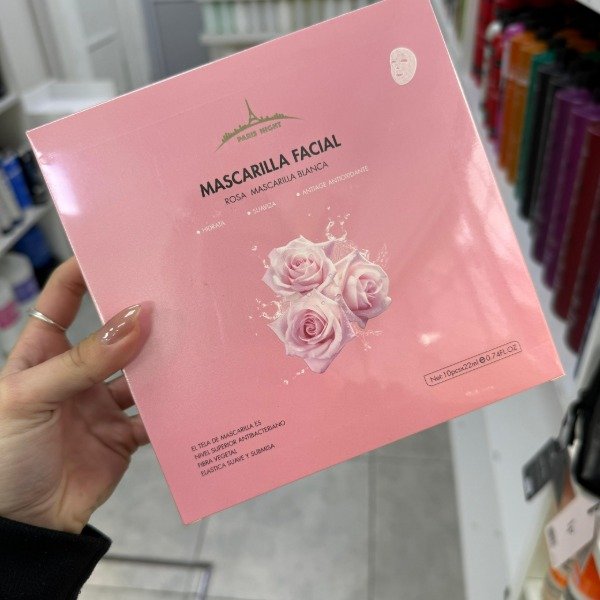 PARIS NIGHT
MASCARILLA FACIAL
ROSA MASCARILLA BLANCA
• HIDRATA • SUAVIZA • ANTIAGE ANTIOXIDANTE
Net.10pcsx22ml ℮ 0.74FL.OZ
EL TELA DE MASCARILLA ES
NIVEL SUPERIOR ANTIBACTERIANO
FIBRA VEGETAL
ELASTICA SUAVE Y SUBMISA